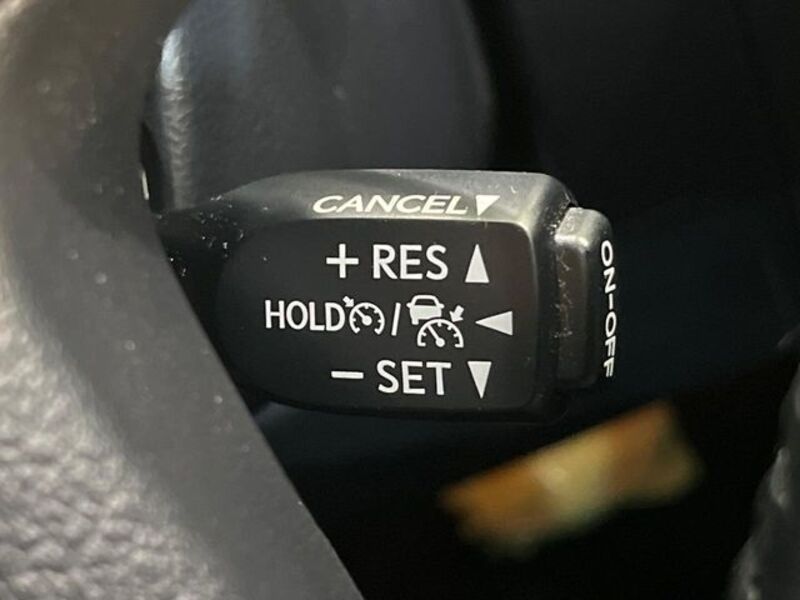 CANCEL▼
+ RES ▲
HOLD / ◀
− SET ▼
ON-OFF